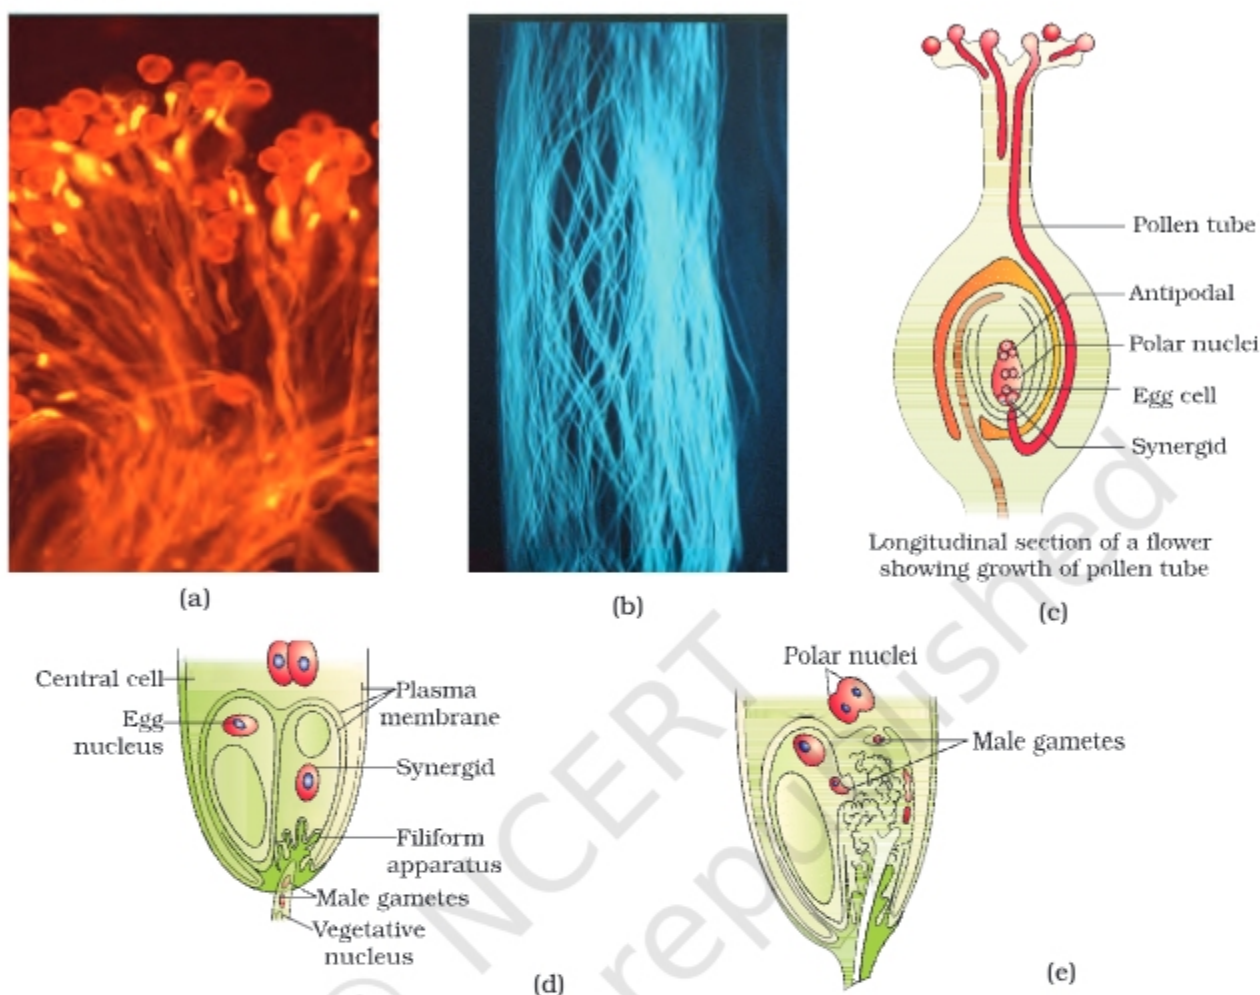 Pollen tube
Antipodal
Polar nuclei
Egg cell
Synergid
Longitudinal section of a flower
showing growth of pollen tube
(a)
(b)
(c)
Central cell
Egg
nucleus
Plasma
membrane
Synergid
Filiform
apparatus
Male gametes
Vegetative
nucleus
(d)
Polar nuclei
Male gametes
(e)
© NCERT
republished